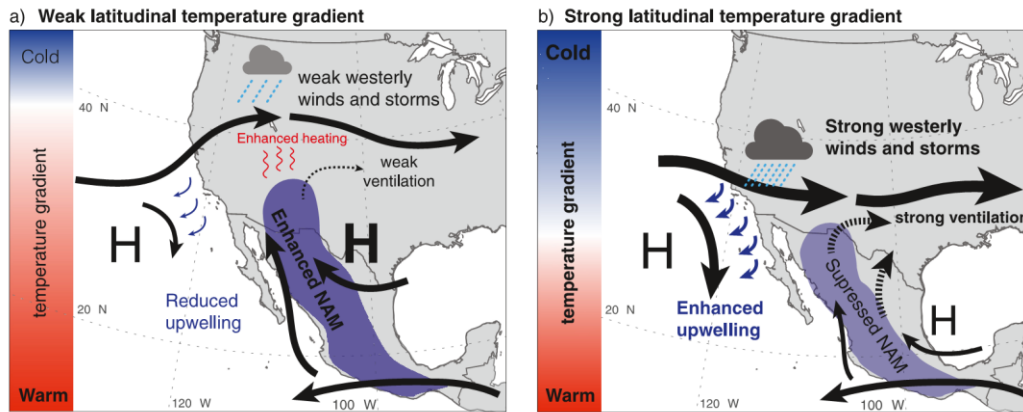 a) Weak latitudinal temperature gradient
Cold
temperature gradient
Warm
40 N
20 N
120 W
100 W
weak westerly
winds and storms
Enhanced heating
weak
ventilation
H
H
Enhanced NAM
Reduced
upwelling
b) Strong latitudinal temperature gradient
Cold
temperature gradient
Warm
40 N
20 N
120 W
100 W
Strong westerly
winds and storms
strong ventilation
H
H
Supressed NAM
Enhanced
upwelling